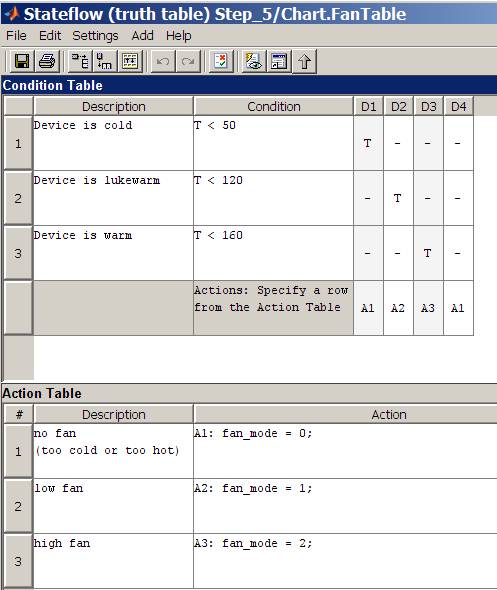 Stateflow (truth table) Step_5/Chart.FanTable
File Edit Settings Add Help
Condition Table
Description Condition D1 D2 D3 D4
1 Device is cold T < 50 T - - -
2 Device is lukewarm T < 120 - T - -
3 Device is warm T < 160 - - T -
Actions: Specify a row
from the Action Table A1 A2 A3 A1
Action Table
# Description Action
1 no fan A1: fan_mode = 0;
(too cold or too hot)
2 low fan A2: fan_mode = 1;
3 high fan A3: fan_mode = 2;